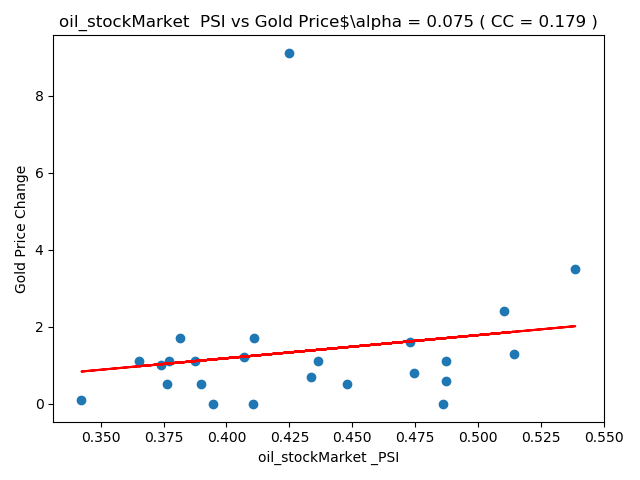 oil_stockMarket  PSI vs Gold Price$\alpha = 0.075 ( CC = 0.179 )
8
6
4
2
0
Gold Price Change
0.350 0.375 0.400 0.425 0.450 0.475 0.500 0.525 0.550
oil_stockMarket _PSI